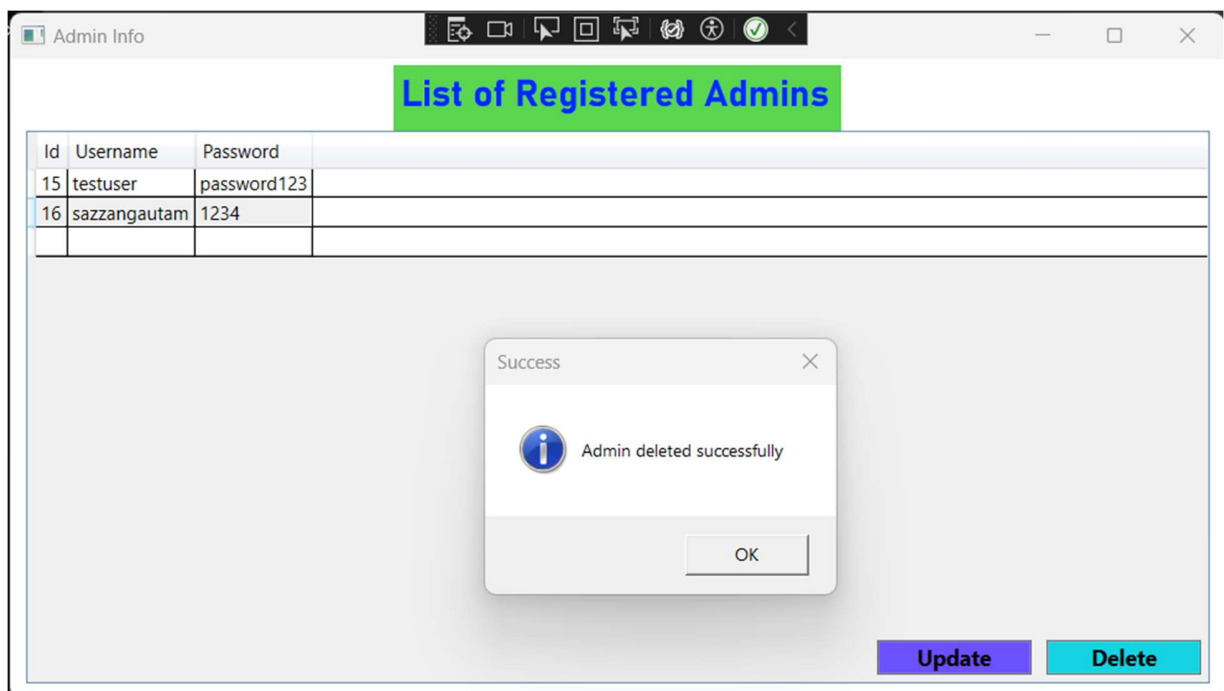 Admin Info
List of Registered Admins
Id Username Password
15 testuser password123
16 sazzangautam 1234
Success
Admin deleted successfully
OK
Update Delete